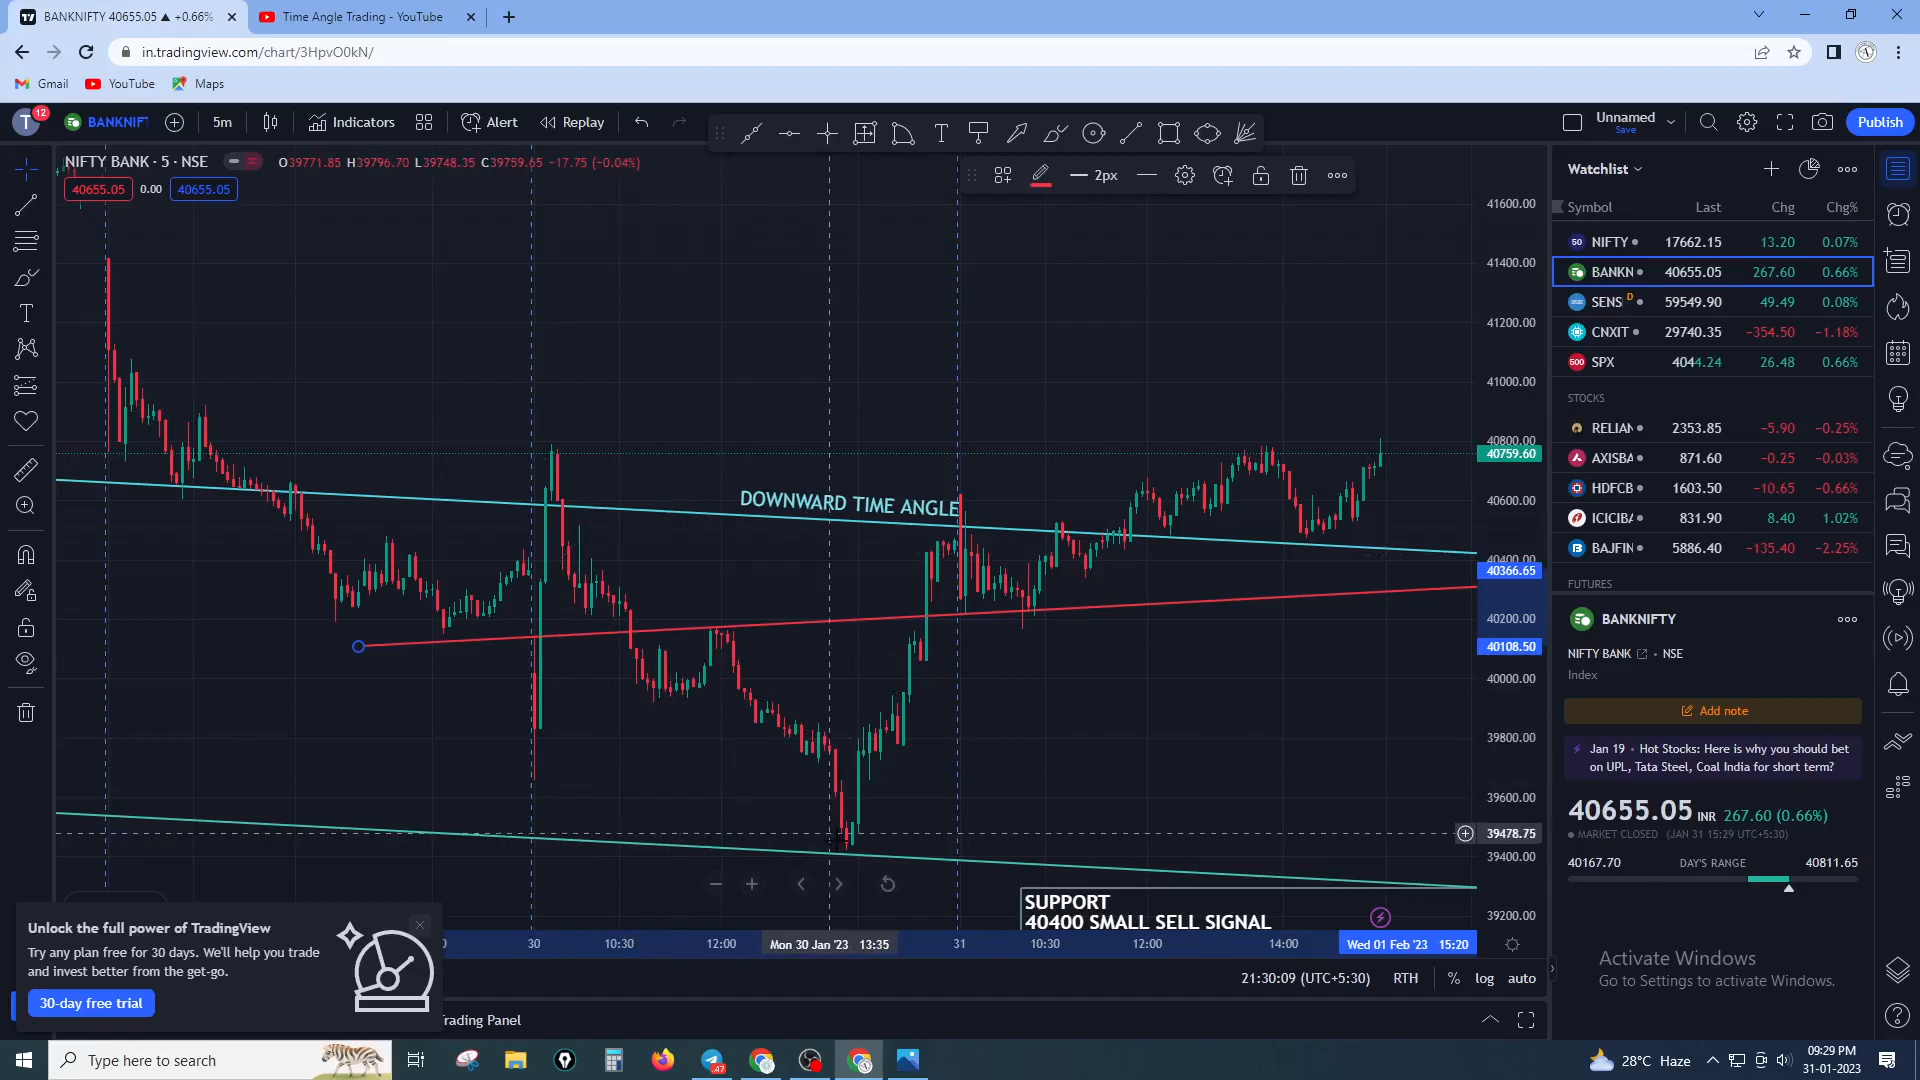 BANKNIFTY 40655.05 ▲ +0.66%
Time Angle Trading - YouTube
in.tradingview.com/chart/3HpvO0kN/
Gmail YouTube Maps
T 12 BANKNIFT 5m Indicators Alert Replay
Unnamed
Save
Publish
NIFTY BANK · 5 · NSE
O39771.85 H39796.70 L39748.35 C39759.65 −17.75 (−0.04%)
40655.05 0.00 40655.05
2px
41600.00
41400.00
41200.00
41000.00
40800.00
40759.60
40600.00
40400.00
40366.65
40200.00
40108.50
40000.00
39800.00
39600.00
39478.75
39400.00
39200.00
DOWNWARD TIME ANGLE
SUPPORT
40400 SMALL SELL SIGNAL
30 10:30 12:00 Mon 30 Jan '23 13:35 31 10:30 12:00 14:00 Wed 01 Feb '23 15:20
21:30:09 (UTC+5:30) RTH % log auto
Trading Panel
Unlock the full power of TradingView
Try any plan free for 30 days. We'll help you trade
and invest better from the get-go.
30-day free trial
Watchlist
Symbol Last Chg Chg%
50 NIFTY 17662.15 13.20 0.07%
BANKN 40655.05 267.60 0.66%
SENS D 59549.90 49.49 0.08%
CNXIT 29740.35 −354.50 −1.18%
500 SPX 4044.24 26.48 0.66%
STOCKS
RELIAN 2353.85 −5.90 −0.25%
AXISBA 871.60 −0.25 −0.03%
HDFCB 1603.50 −10.65 −0.66%
ICICIBA 831.90 8.40 1.02%
BAJFIN 5886.40 −135.40 −2.25%
FUTURES
BANKNIFTY
NIFTY BANK · NSE
Index
Add note
Jan 19 · Hot Stocks: Here is why you should bet
on UPL, Tata Steel, Coal India for short term?
40655.05 INR 267.60 (0.66%)
MARKET CLOSED (JAN 31 15:29 UTC+5:30)
40167.70 DAY'S RANGE 40811.65
Activate Windows
Go to Settings to activate Windows.
Type here to search
47
28°C Haze
09:29 PM
31-01-2023